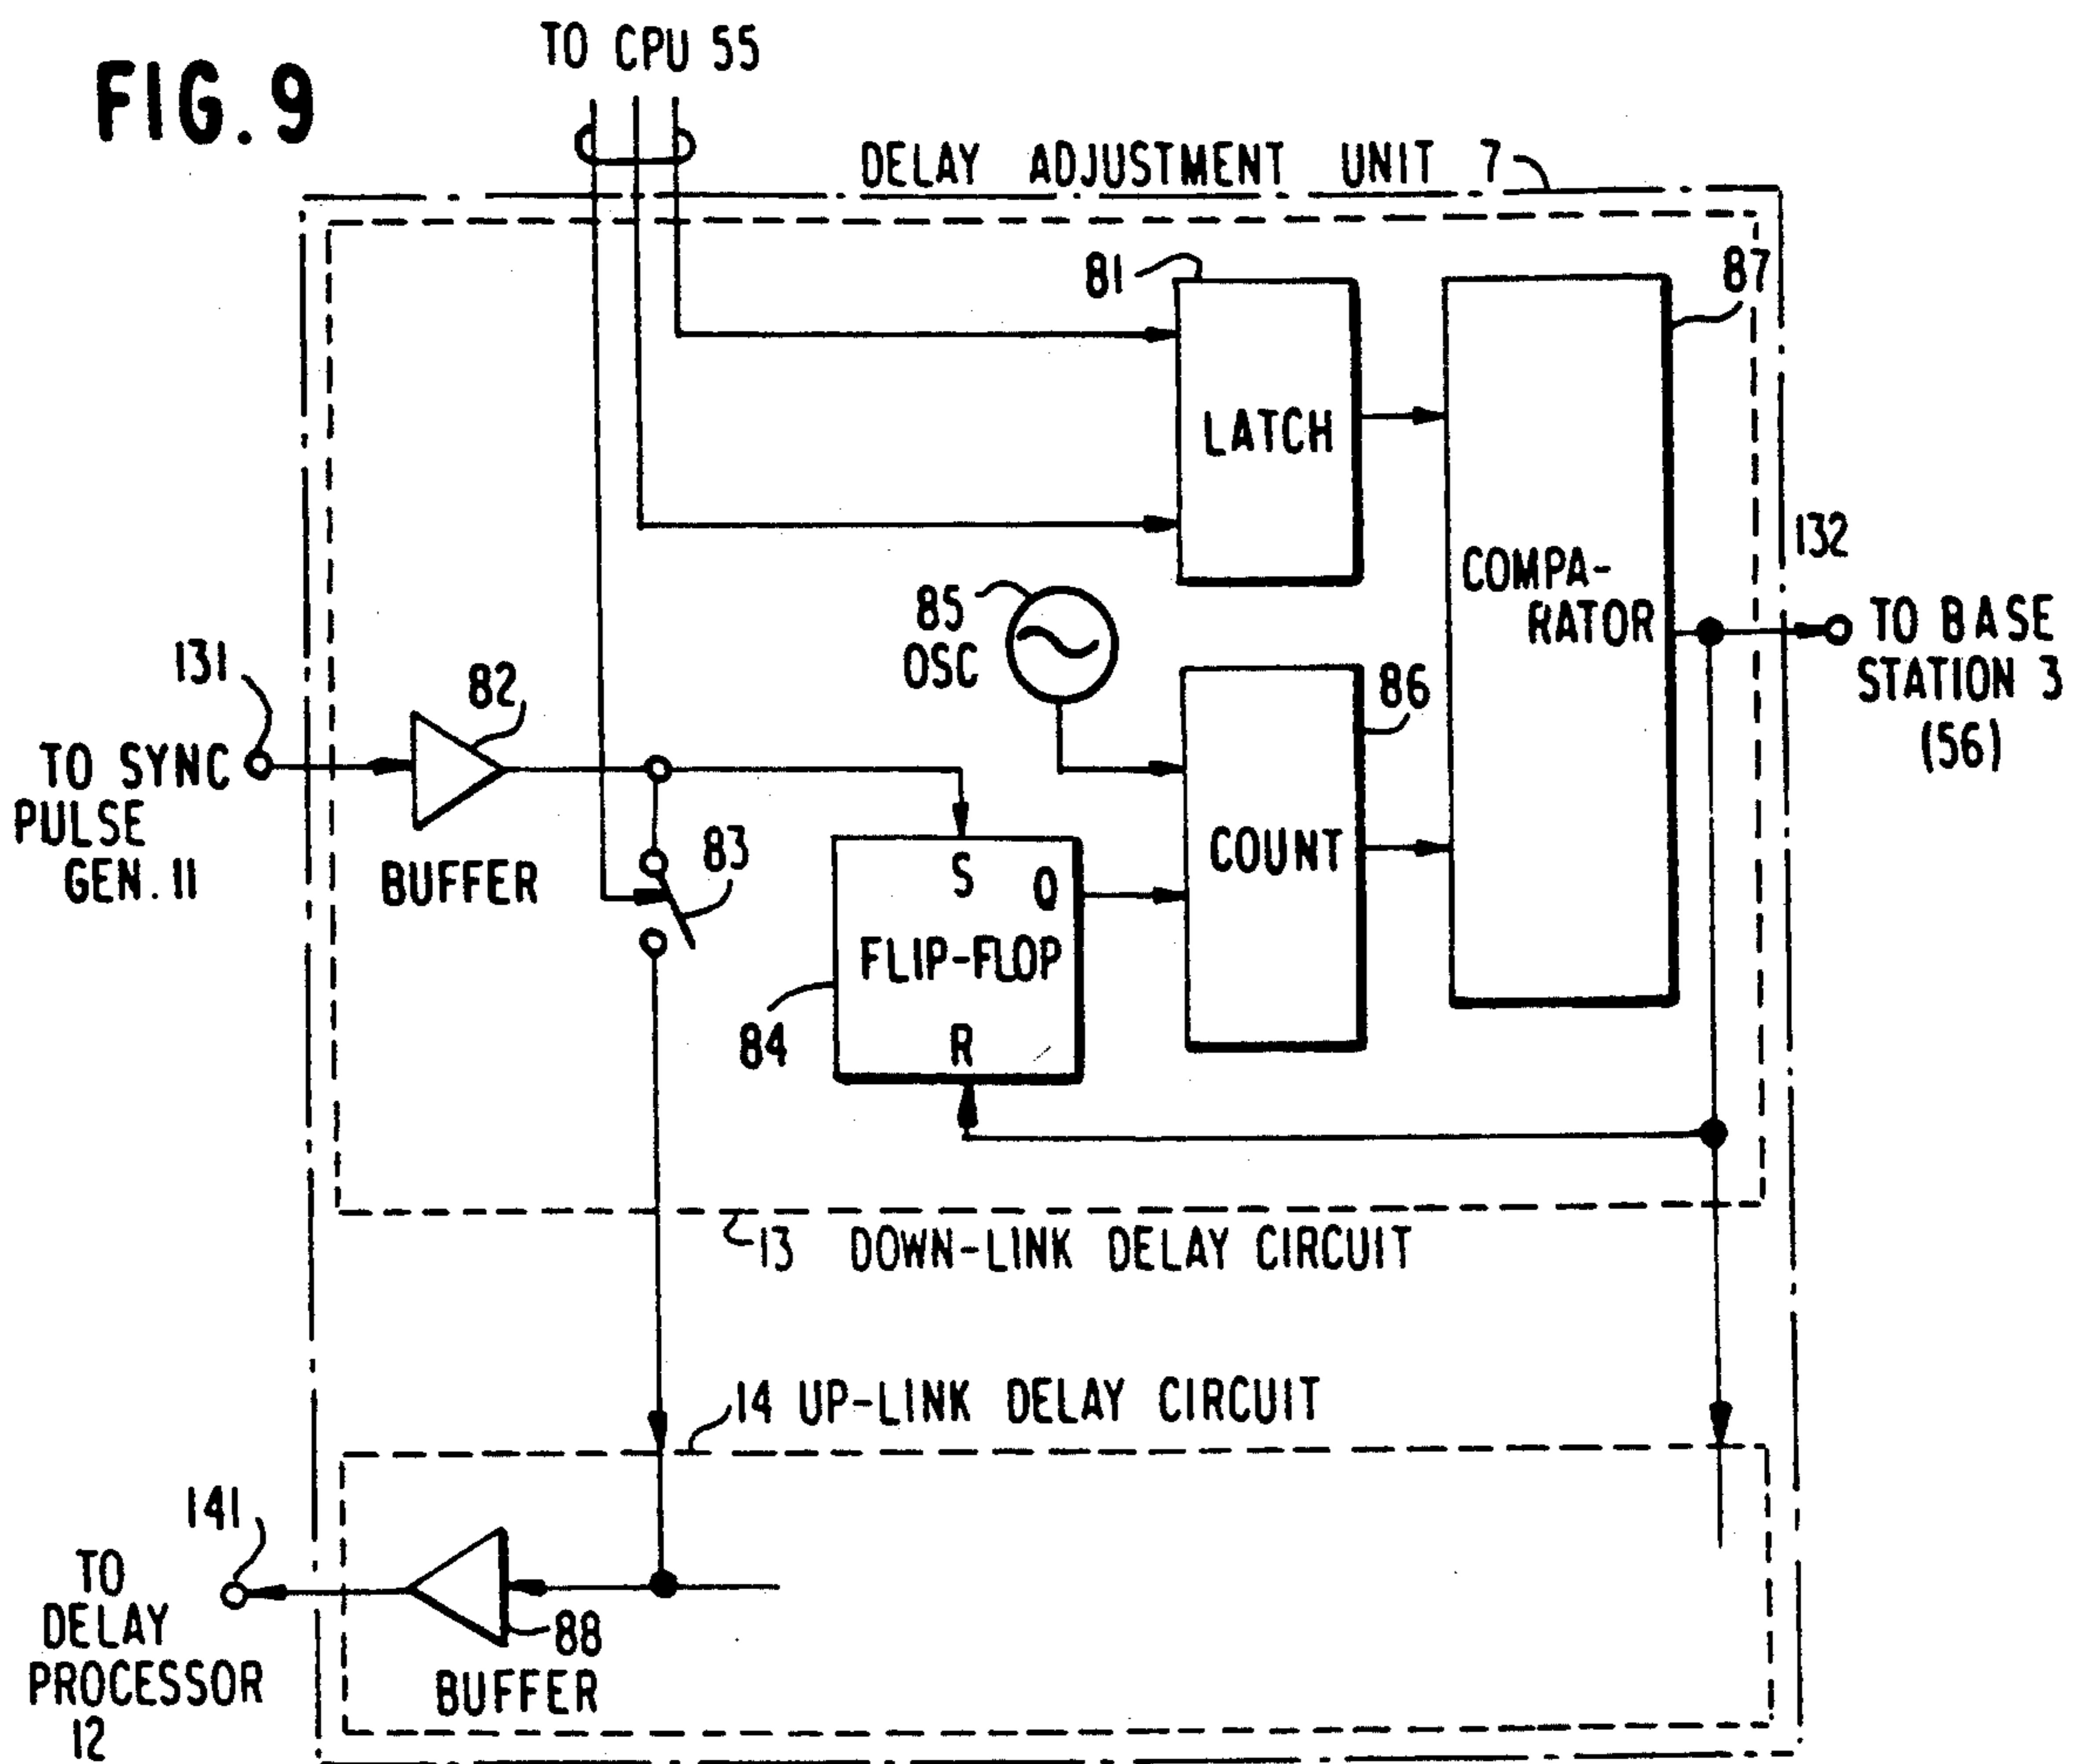 FIG. 9
TO CPU 55
DELAY ADJUSTMENT UNIT 7
81
LATCH
87
COMPA-
RATOR
132
TO BASE
STATION 3
(56)
85
OSC
86
COUNT
131
TO SYNC
PULSE
GEN. 11
82
BUFFER
83
S
O
FLIP-FLOP
R
84
13 DOWN-LINK DELAY CIRCUIT
14 UP-LINK DELAY CIRCUIT
141
TO
DELAY
PROCESSOR
12
88
BUFFER